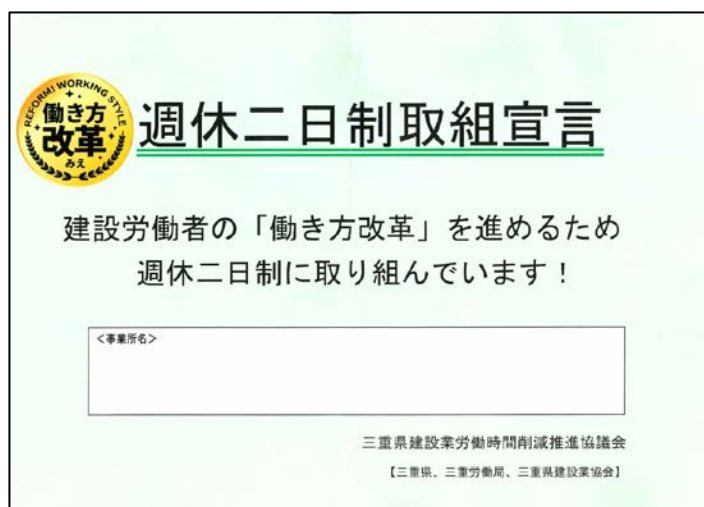 REFORM! WORKING STYLE
働き方
改革
みえ
週休二日制取組宣言
建設労働者の「働き方改革」を進めるため
週休二日制に取り組んでいます！
＜事業所名＞
三重県建設業労働時間削減推進協議会
【三重県、三重労働局、三重県建設業協会】